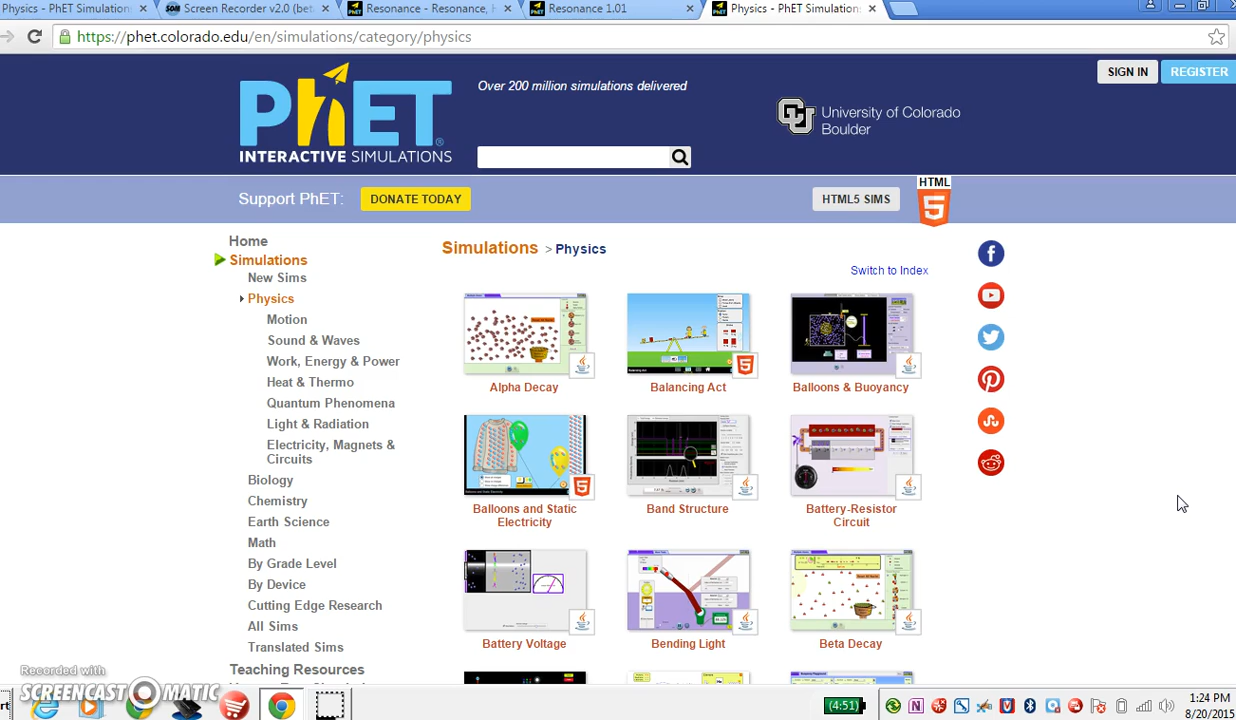 Physics - PhET Simulation
Screen Recorder v2.0 (bet
Resonance - Resonance, H
Resonance 1.01
Physics - PhET Simulation
https://phet.colorado.edu/en/simulations/category/physics
PhET
INTERACTIVE SIMULATIONS
Over 200 million simulations delivered
CU
University of Colorado
Boulder
SIGN IN
REGISTER
Support PhET:
DONATE TODAY
HTML5 SIMS
HTML
5
Home
Simulations
New Sims
Physics
Motion
Sound & Waves
Work, Energy & Power
Heat & Thermo
Quantum Phenomena
Light & Radiation
Electricity, Magnets &
Circuits
Biology
Chemistry
Earth Science
Math
By Grade Level
By Device
Cutting Edge Research
All Sims
Translated Sims
Teaching Resources
Simulations > Physics
Switch to Index
Alpha Decay
Balancing Act
Balloons & Buoyancy
Balloons and Static
Electricity
Band Structure
Battery-Resistor
Circuit
Battery Voltage
Bending Light
Beta Decay
Recorded with
SCREENCAST-O-MATIC
(4:51)
1:24 PM
8/20/2015